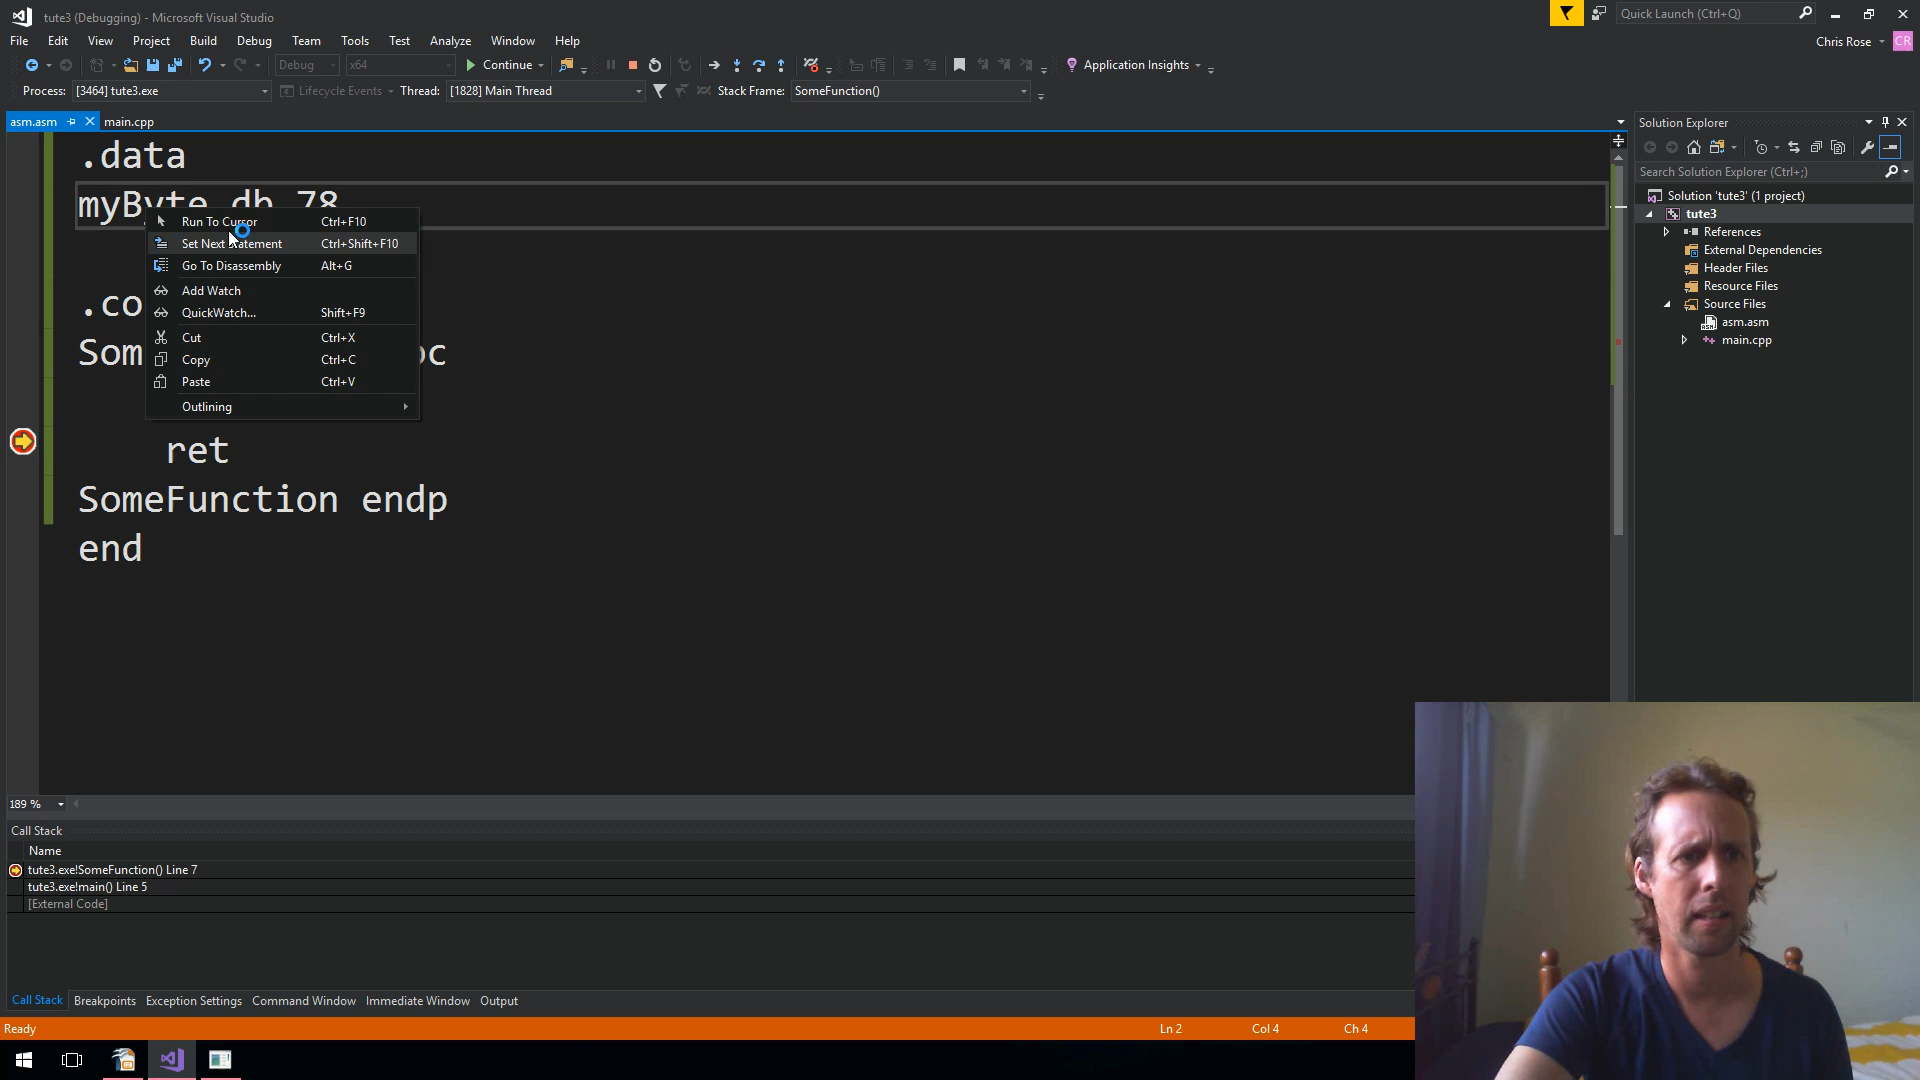 tute3 (Debugging) - Microsoft Visual Studio
Quick Launch (Ctrl+Q)
File Edit View Project Build Debug Team Tools Test Analyze Window Help
Chris Rose CR
Debug x64 Continue Application Insights
Process: [3464] tute3.exe Lifecycle Events Thread: [1828] Main Thread Stack Frame: SomeFunction()
asm.asm main.cpp
.data
myByte db 78
Run To Cursor Ctrl+F10
Set Next Statement Ctrl+Shift+F10
Go To Disassembly Alt+G
Add Watch
QuickWatch... Shift+F9
Cut Ctrl+X
Copy Ctrl+C
Paste Ctrl+V
Outlining
.co
Som oc
ret
SomeFunction endp
end
189 %
Solution Explorer
Search Solution Explorer (Ctrl+;)
Solution 'tute3' (1 project)
tute3
References
External Dependencies
Header Files
Resource Files
Source Files
asm.asm
main.cpp
Call Stack
Name
tute3.exe!SomeFunction() Line 7
tute3.exe!main() Line 5
[External Code]
Call Stack Breakpoints Exception Settings Command Window Immediate Window Output
Ready Ln 2 Col 4 Ch 4